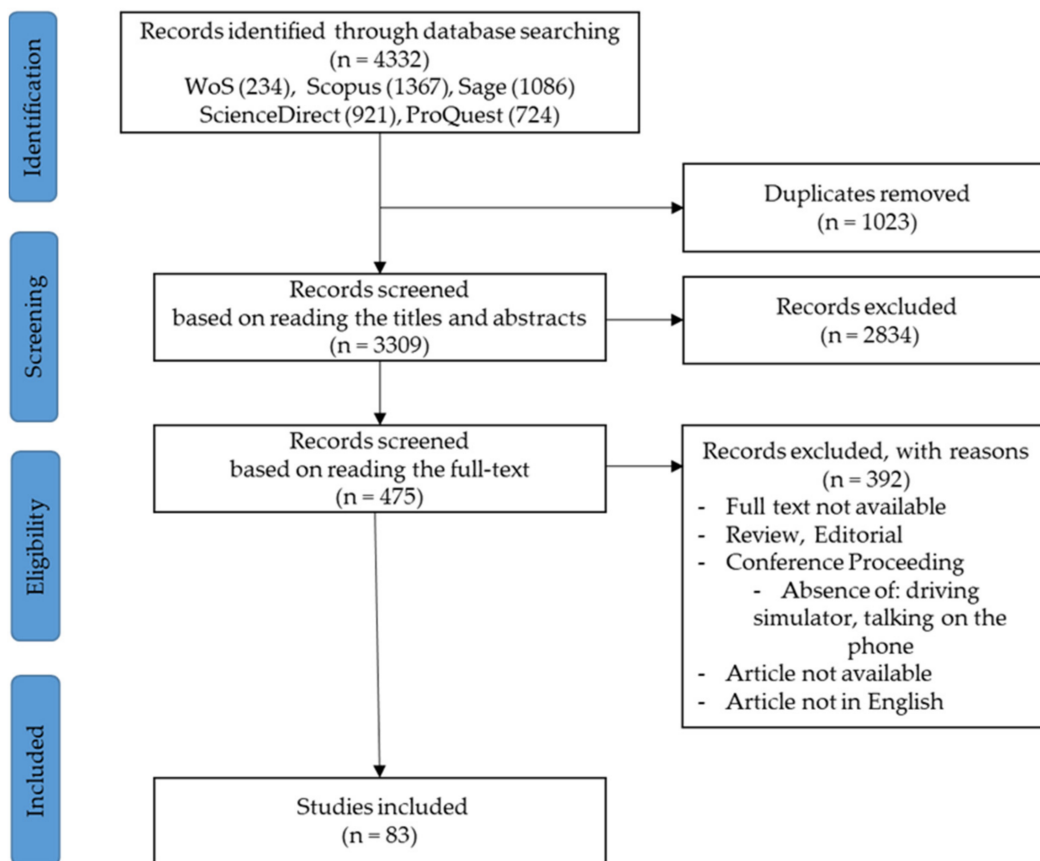 Identification
Records identified through database searching
(n = 4332)
WoS (234), Scopus (1367), Sage (1086)
ScienceDirect (921), ProQuest (724)
Duplicates removed
(n = 1023)
Screening
Records screened
based on reading the titles and abstracts
(n = 3309)
Records excluded
(n = 2834)
Eligibility
Records screened
based on reading the full-text
(n = 475)
Records excluded, with reasons
(n = 392)
- Full text not available
- Review, Editorial
- Conference Proceeding
- Absence of: driving
simulator, talking on the
phone
- Article not available
- Article not in English
Included
Studies included
(n = 83)